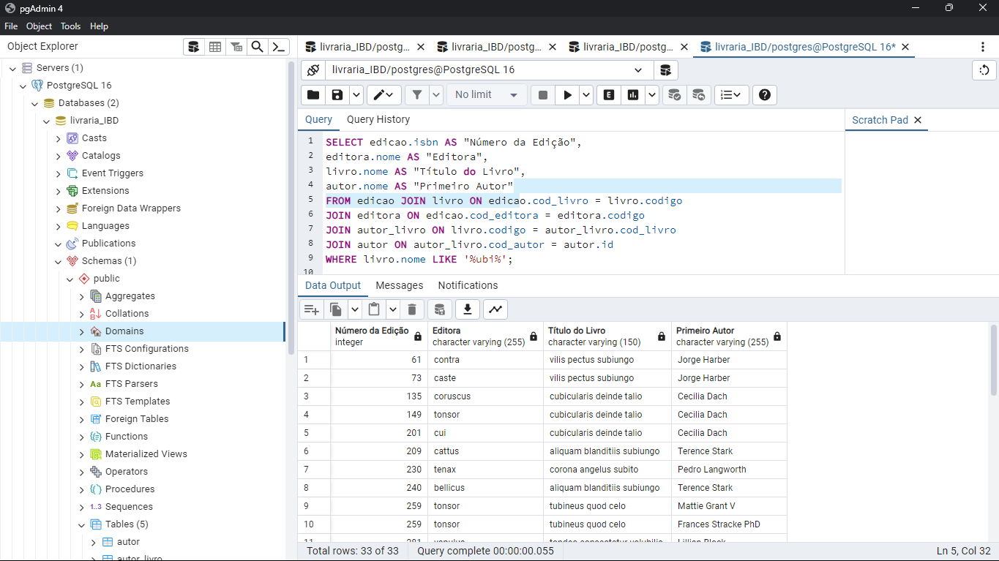 pgAdmin 4
File Object Tools Help
Object Explorer
Servers (1)
PostgreSQL 16
Databases (2)
livraria_IBD
Casts
Catalogs
Event Triggers
Extensions
Foreign Data Wrappers
Languages
Publications
Schemas (1)
public
Aggregates
Collations
Domains
FTS Configurations
FTS Dictionaries
Aa FTS Parsers
FTS Templates
Foreign Tables
Functions
Materialized Views
Operators
Procedures
1..3 Sequences
Tables (5)
autor
autor_livro
livraria_IBD/postg... livraria_IBD/postg... livraria_IBD/postg... livraria_IBD/postgres@PostgreSQL 16*
livraria_IBD/postgres@PostgreSQL 16
No limit
Query Query History
Scratch Pad
1 SELECT edicao.isbn AS "Número da Edição",
2 editora.nome AS "Editora",
3 livro.nome AS "Título do Livro",
4 autor.nome AS "Primeiro Autor"
5 FROM edicao JOIN livro ON edicao.cod_livro = livro.codigo
6 JOIN editora ON edicao.cod_editora = editora.codigo
7 JOIN autor_livro ON livro.codigo = autor_livro.cod_livro
8 JOIN autor ON autor_livro.cod_autor = autor.id
9 WHERE livro.nome LIKE '%ubi%';
10
Data Output Messages Notifications
Número da Edição Editora Título do Livro Primeiro Autor
integer character varying (255) character varying (150) character varying (255)
1 61 contra vilis pectus subiungo Jorge Harber
2 73 caste vilis pectus subiungo Jorge Harber
3 135 coruscus cubicularis deinde talio Cecilia Dach
4 149 tonsor cubicularis deinde talio Cecilia Dach
5 201 cui cubicularis deinde talio Cecilia Dach
6 209 cattus aliquam blanditiis subiungo Terence Stark
7 230 tenax corona angelus subito Pedro Langworth
8 240 bellicus aliquam blanditiis subiungo Terence Stark
9 259 tonsor tubineus quod celo Mattie Grant V
10 259 tonsor tubineus quod celo Frances Stracke PhD
11 281
Total rows: 33 of 33 Query complete 00:00:00.055 Ln 5, Col 32